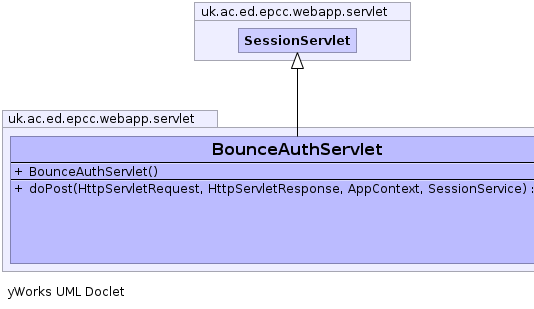 uk.ac.ed.epcc.webapp.servlet
SessionServlet
uk.ac.ed.epcc.webapp.servlet
BounceAuthServlet
+ BounceAuthServlet()
+ doPost(HttpServletRequest, HttpServletResponse, AppContext, SessionService) :
yWorks UML Doclet